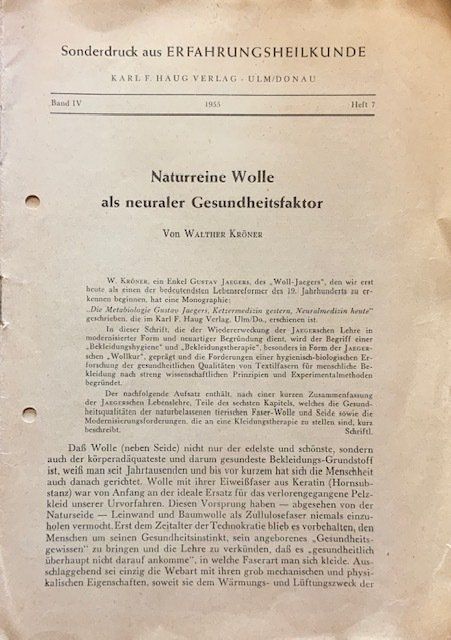 Sonderdruck aus ERFAHRUNGSHEILKUNDE
KARL F. HAUG VERLAG - ULM/DONAU
Band IV 1955 Heft 7
Naturreine Wolle
als neuraler Gesundheitsfaktor
Von WALTHER KRÖNER
W. KRÖNER, ein Enkel GUSTAV JAEGERS, des „Woll-Jaegers", den wir erst
heute als einen der bedeutendsten Lebensreformer des 19. Jahrhunderts zu er-
kennen beginnen, hat eine Monographie:
„Die Metabiologie Gustav Jaegers, Ketzermedizin gestern, Neuralmedizin heute"
geschrieben, die im Karl F. Haug Verlag, Ulm/Do., erschienen ist.
In dieser Schrift, die der Wiedererweckung der JAEGERschen Lehre in
modernisierter Form und neuartiger Begründung dient, wird der Begriff einer
„Bekleidungshygiene" und „Bekleidungstherapie", besonders in Form der JAEGER-
schen „Wollkur", geprägt und die Forderungen einer hygienisch-biologischen Er-
forschung der gesundheitlichen Qualitäten von Textilfasern für menschliche Be-
kleidung nach streng wissenschaftlichen Prinzipien und Experimentalmethoden
begründet.
Der nachfolgende Aufsatz enthält, nach einer kurzen Zusammenfassung
der JAEGERschen Lebenslehre, Teile des sechsten Kapitels, welches die Gesund-
heitsqualitäten der naturbelassenen tierischen Faser-Wolle und Seide sowie die
Modernisierungsforderungen, die an eine Kleidungstherapie zu stellen sind, kurz
beschreibt. Schriftl.
Daß Wolle (neben Seide) nicht nur der edelste und schönste, sondern
auch der körperadäquateste und darum gesundeste Bekleidungs-Grundstoff
ist, weiß man seit Jahrtausenden und bis vor kurzem hat sich die Menschheit
auch danach gerichtet. Wolle mit ihrer Eiweißfaser aus Keratin (Hornsub-
stanz) war von Anfang an der ideale Ersatz für das verlorengegangene Pelz-
kleid unserer Urvorfahren. Diesen Vorsprung haben — abgesehen von der
Naturseide — Leinwand und Baumwolle als Zellulosefaser niemals einzu-
holen vermocht. Erst dem Zeitalter der Technokratie blieb es vorbehalten, den
Menschen um seinen Gesundheitsinstinkt, sein angeborenes „Gesundheits-
gewissen" zu bringen und die Lehre zu verkünden, daß es „gesundheitlich
überhaupt nicht darauf ankomme", in welche Faserart man sich kleide. Aus-
schlaggebend sei einzig die Webart mit ihren grob mechanischen und physi-
kalischen Eigenschaften, soweit sie dem Wärmungs- und Lüftungszweck der